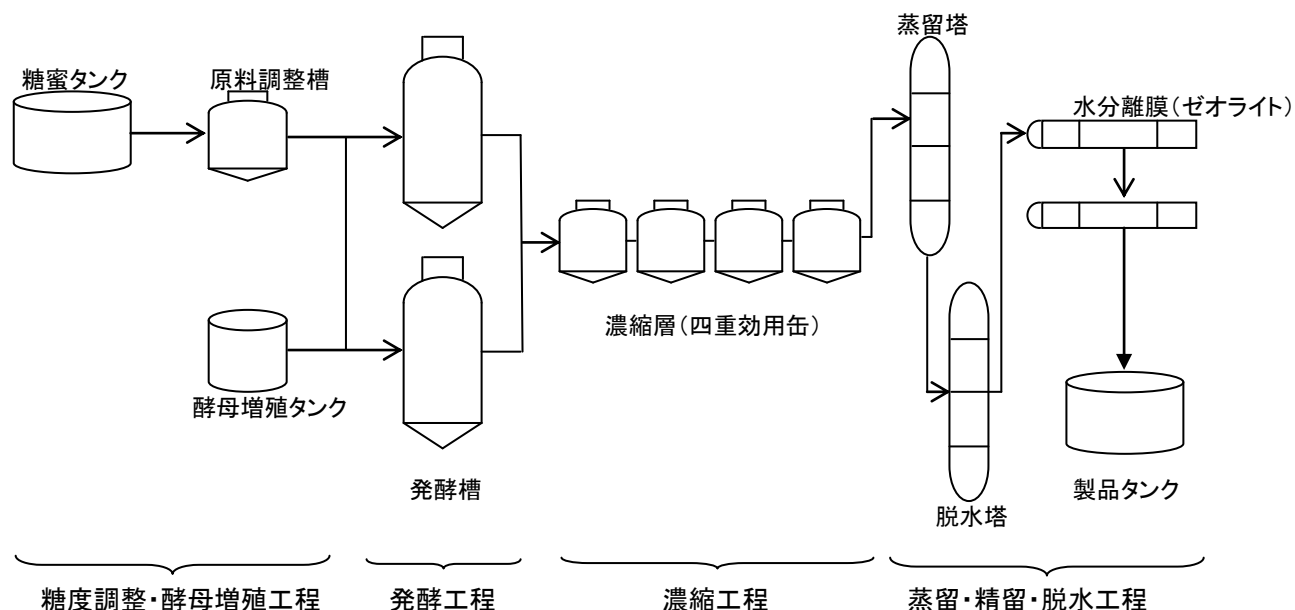 蒸留塔
糖蜜タンク
原料調整槽
水分離膜(ゼオライト)
濃縮層(四重効用缶)
酵母増殖タンク
発酵槽
製品タンク
脱水塔
糖度調整・酵母増殖工程
発酵工程
濃縮工程
蒸留・精留・脱水工程